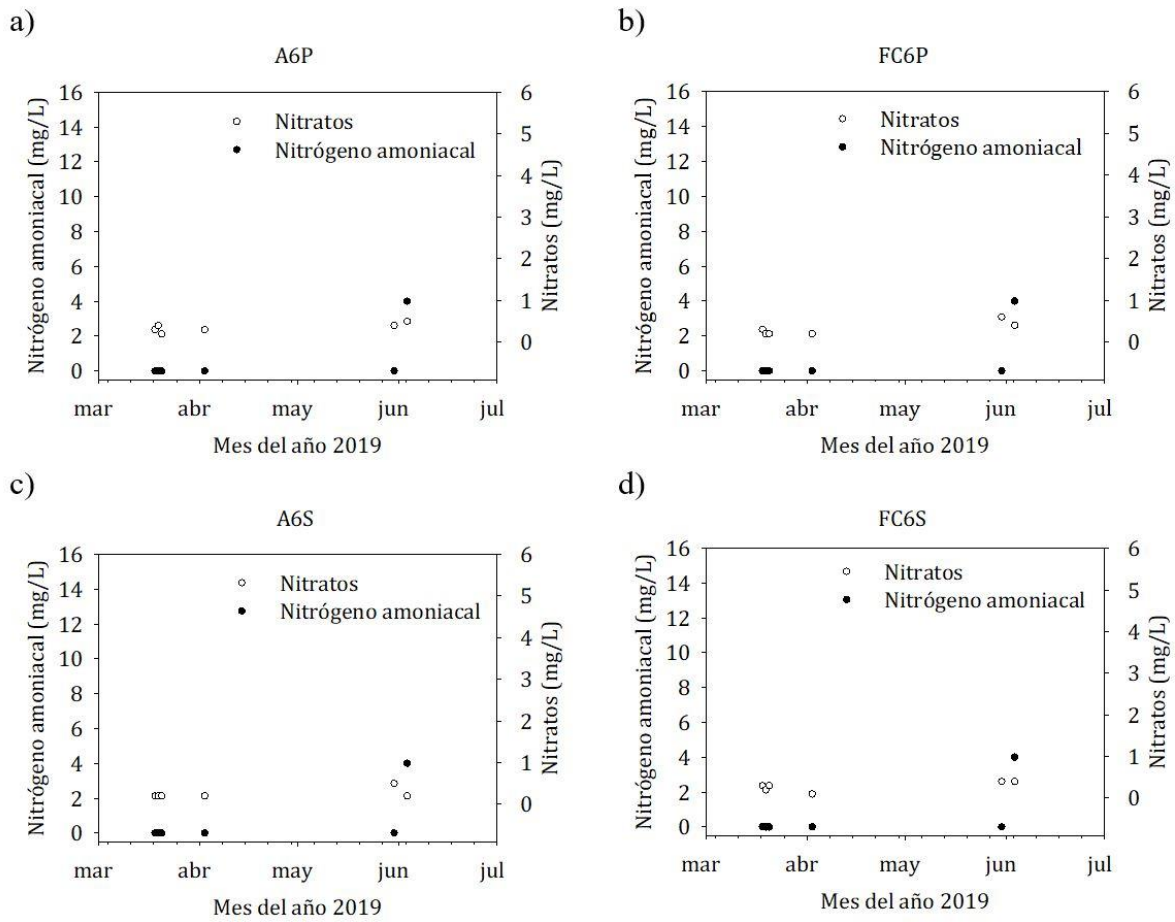 a)
A6P
Nitrógeno amoniacal (mg/L)
16
14
12
10
8
6
4
2
0
Nitratos
Nitrógeno amoniacal
6
5
4
3
2
1
0
Nitratos (mg/L)
mar abr may jun jul
Mes del año 2019
b)
FC6P
Nitrógeno amoniacal (mg/L)
16
14
12
10
8
6
4
2
0
Nitratos
Nitrógeno amoniacal
6
5
4
3
2
1
0
Nitratos (mg/L)
mar abr may jun jul
Mes del año 2019
c)
A6S
Nitrógeno amoniacal (mg/L)
16
14
12
10
8
6
4
2
0
Nitratos
Nitrógeno amoniacal
6
5
4
3
2
1
0
Nitratos (mg/L)
mar abr may jun jul
Mes del año 2019
d)
FC6S
Nitrógeno amoniacal (mg/L)
16
14
12
10
8
6
4
2
0
Nitratos
Nitrógeno amoniacal
6
5
4
3
2
1
0
Nitratos (mg/L)
mar abr may jun jul
Mes del año 2019